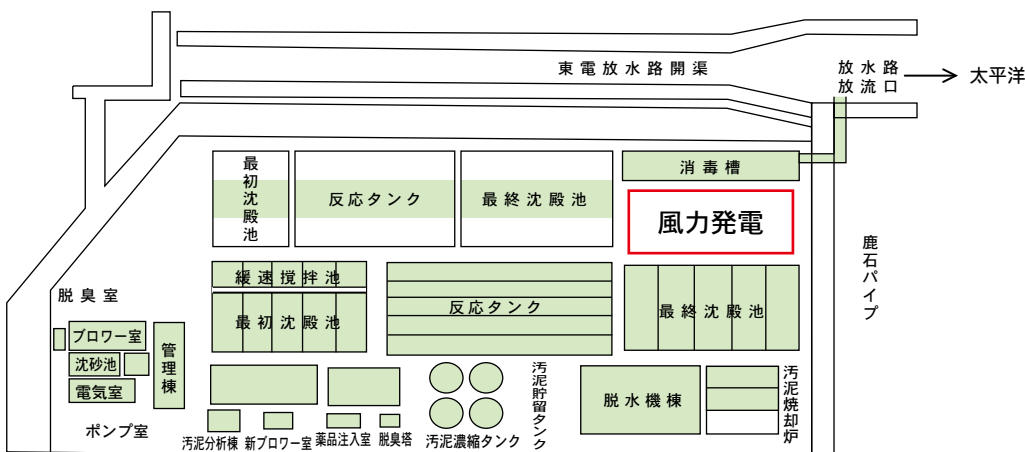 東電放水路開渠
放水路
放流口
太平洋
最初沈殿池
反応タンク
最終沈殿池
消毒槽
風力発電
鹿石パイプ
緩速撹拌池
最初沈殿池
反応タンク
最終沈殿池
脱臭室
ブロワー室
沈砂池
電気室
管理棟
ポンプ室
汚泥分析棟
新ブロワー室
薬品注入室
脱臭塔
汚泥濃縮タンク
汚泥貯留タンク
脱水機棟
汚泥焼却炉